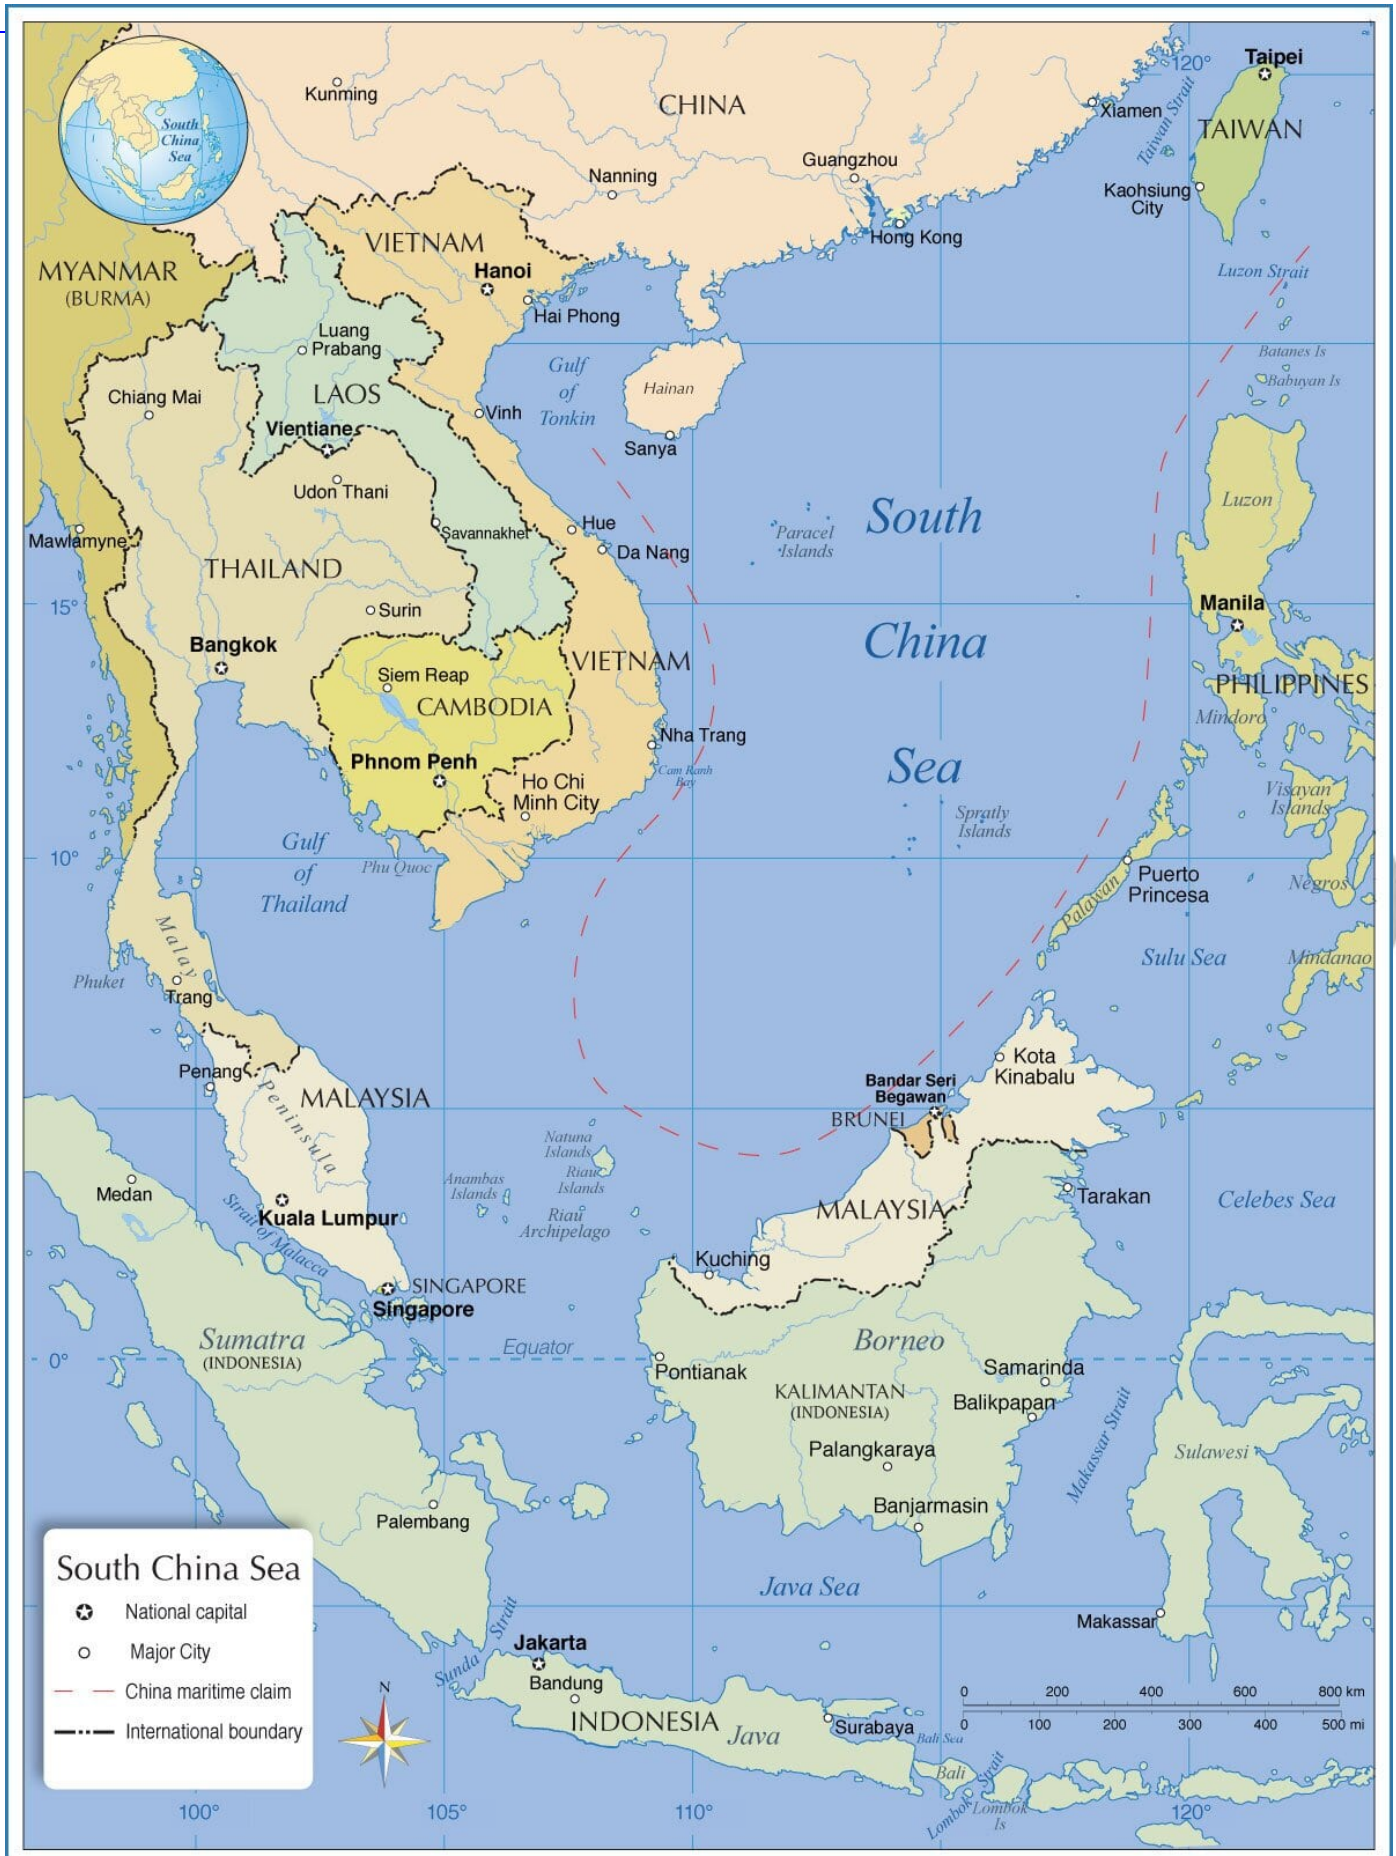 South
China
Sea
Kunming
CHINA
120°
Taipei
Xiamen
Taiwan Strait
TAIWAN
Guangzhou
Nanning
Kaohsiung
City
Hong Kong
VIETNAM
MYANMAR
(BURMA)
Hanoi
Luzon Strait
Hai Phong
Luang
Prabang
Gulf
of
Tonkin
Batanes Is
Babuyan Is
Hainan
Chiang Mai
LAOS
Vinh
Vientiane
Sanya
Udon Thani
Luzon
South
Hue
Savannakhet
Paracel
Islands
Mawlamyne
Da Nang
THAILAND
15°
Surin
Manila
Bangkok
China
VIETNAM
Siem Reap
CAMBODIA
PHILIPPINES
Mindoro
Nha Trang
Phnom Penh
Sea
Cam Ranh
Bay
Ho Chi
Minh City
Visayan
Islands
Spratly
Islands
10°
Gulf
of
Thailand
Phu Quoc
Puerto
Princesa
Palawan
Negros
Malay
Sulu Sea
Mindanao
Phuket
Trang
Kota
Kinabalu
Penang
Peninsula
MALAYSIA
Bandar Seri
Begawan
BRUNEI
Natuna
Islands
Riau
Islands
Anambas
Islands
Riau
Archipelago
Medan
Strait of Malacca
Kuala Lumpur
MALAYSIA
Tarakan
Celebes Sea
Kuching
SINGAPORE
Singapore
Sumatra
(INDONESIA)
Equator
Borneo
0°
Pontianak
Samarinda
KALIMANTAN
(INDONESIA)
Balikpapan
Makassar Strait
Palangkaraya
Sulawesi
Banjarmasin
Palembang
South China Sea
National capital
Major City
China maritime claim
International boundary
Java Sea
Makassar
Sunda Strait
Jakarta
Bandung
N
INDONESIA
Java
Surabaya
Bali Sea
Bali
Lombok Strait
Lombok
Is
0 200 400 600 800 km
0 100 200 300 400 500 mi
100° 105° 110° 120°